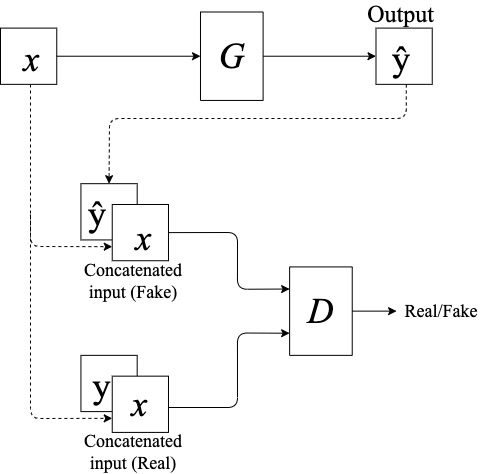 Output
x
G
ŷ
ŷ
x
Concatenated
input (Fake)
D
Real/Fake
y
x
Concatenated
input (Real)